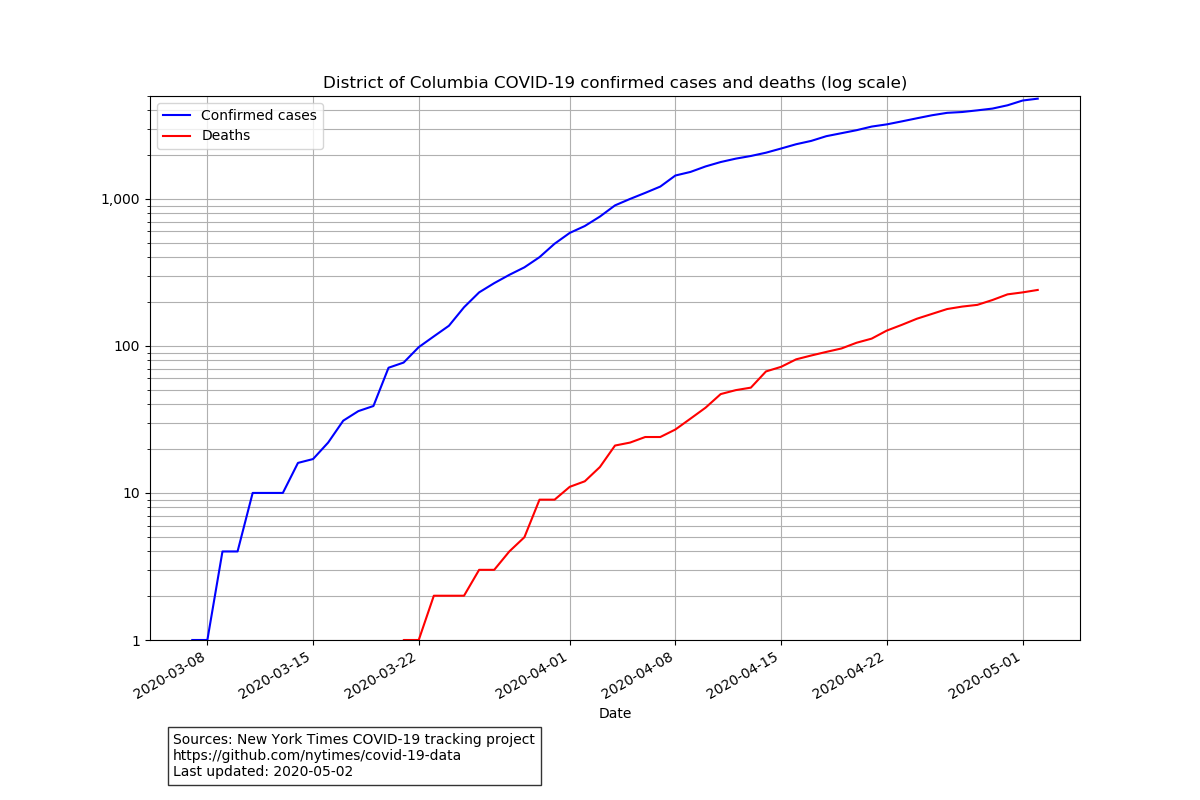 District of Columbia COVID-19 confirmed cases and deaths (log scale)
Confirmed cases
Deaths
1,000
100
10
1
2020-03-08
2020-03-15
2020-03-22
2020-04-01
2020-04-08
2020-04-15
2020-04-22
2020-05-01
Date
Sources: New York Times COVID-19 tracking project
https://github.com/nytimes/covid-19-data
Last updated: 2020-05-02